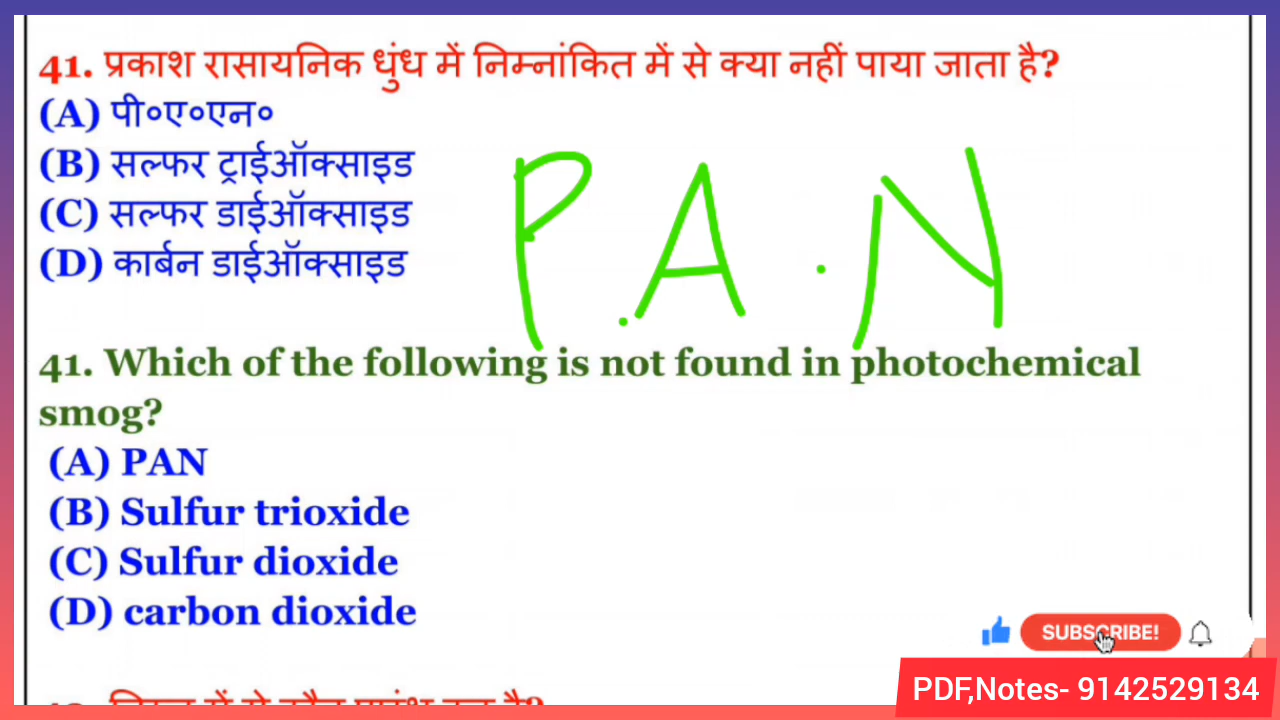 41. प्रकाश रासायनिक धुंध में निम्नांकित में से क्या नहीं पाया जाता है?
(A) पी०ए०एन०
(B) सल्फर ट्राईऑक्साइड
(C) सल्फर डाईऑक्साइड
(D) कार्बन डाईऑक्साइड
P.A.N
41. Which of the following is not found in photochemical
smog?
(A) PAN
(B) Sulfur trioxide
(C) Sulfur dioxide
(D) carbon dioxide
SUBSCRIBE!
PDF,Notes- 9142529134